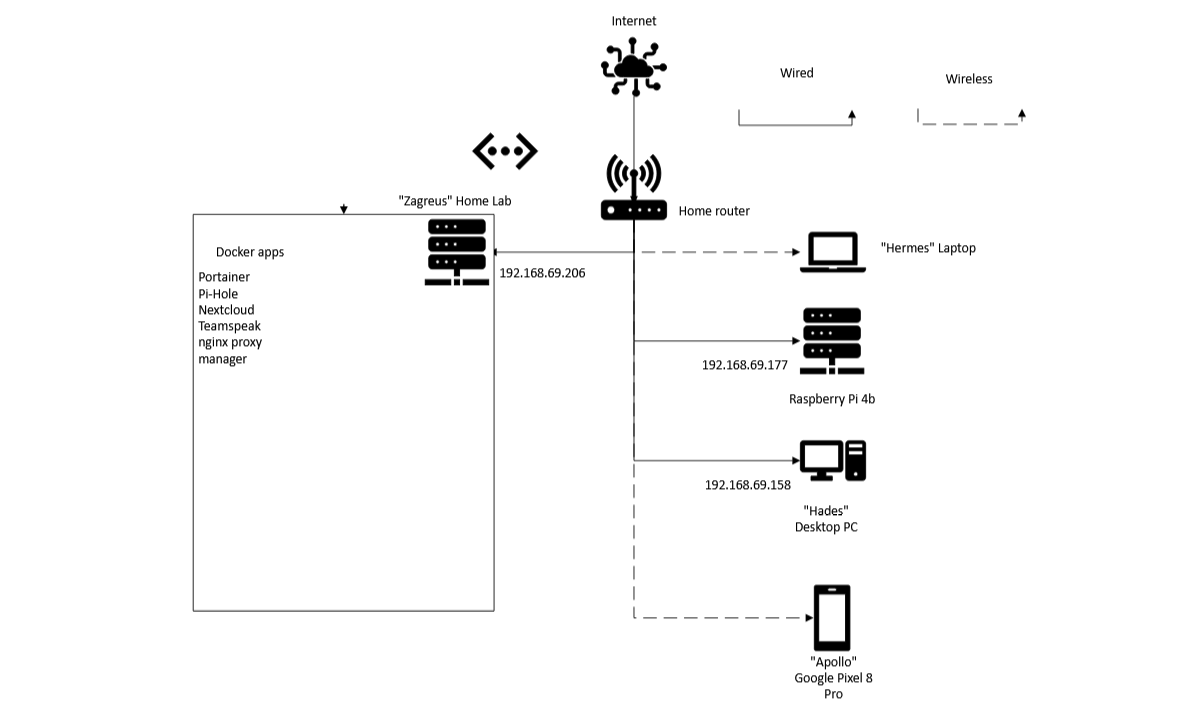 Internet
Wired
Wireless
"Zagreus" Home Lab
Home router
Docker apps
Portainer
Pi-Hole
Nextcloud
Teamspeak
nginx proxy
manager
192.168.69.206
"Hermes" Laptop
192.168.69.177
Raspberry Pi 4b
192.168.69.158
"Hades"
Desktop PC
"Apollo"
Google Pixel 8
Pro